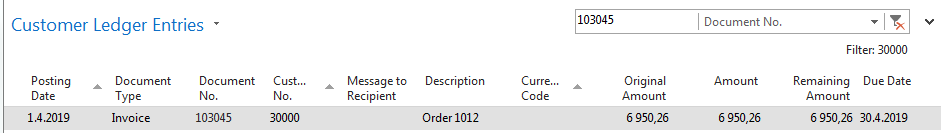 Customer Ledger Entries
103045 Document No.
Filter: 30000
Posting Date Document Type Document No. Cust... No. Message to Recipient Description Curre... Code Original Amount Amount Remaining Amount Due Date
1.4.2019 Invoice 103045 30000 Order 1012 6 950,26 6 950,26 6 950,26 30.4.2019